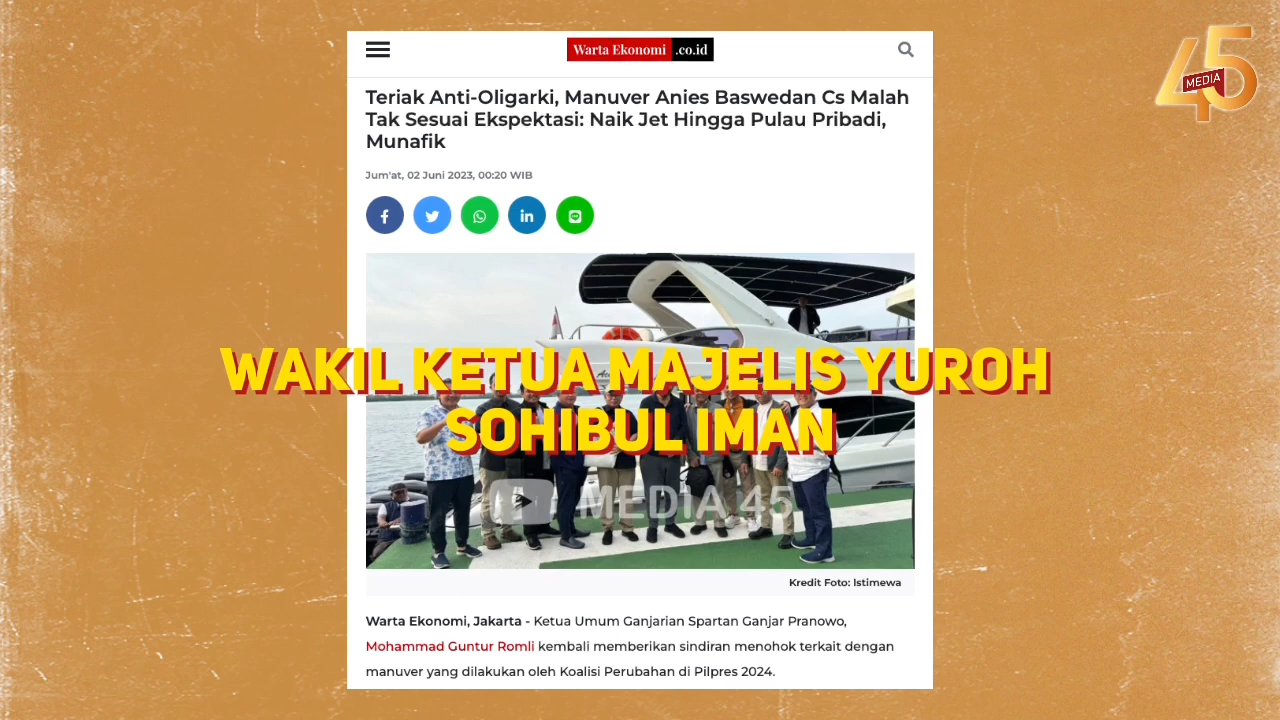 Warta Ekonomi .co.id
45
MEDIA
Teriak Anti-Oligarki, Manuver Anies Baswedan Cs Malah
Tak Sesuai Ekspektasi: Naik Jet Hingga Pulau Pribadi,
Munafik
Jum'at, 02 Juni 2023, 00:20 WIB
WAKIL KETUA MAJELIS YUROH
SOHIBUL IMAN
MEDIA 45
Kredit Foto: Istimewa
Warta Ekonomi, Jakarta - Ketua Umum Ganjarian Spartan Ganjar Pranowo,
Mohammad Guntur Romli kembali memberikan sindiran menohok terkait dengan
manuver yang dilakukan oleh Koalisi Perubahan di Pilpres 2024.